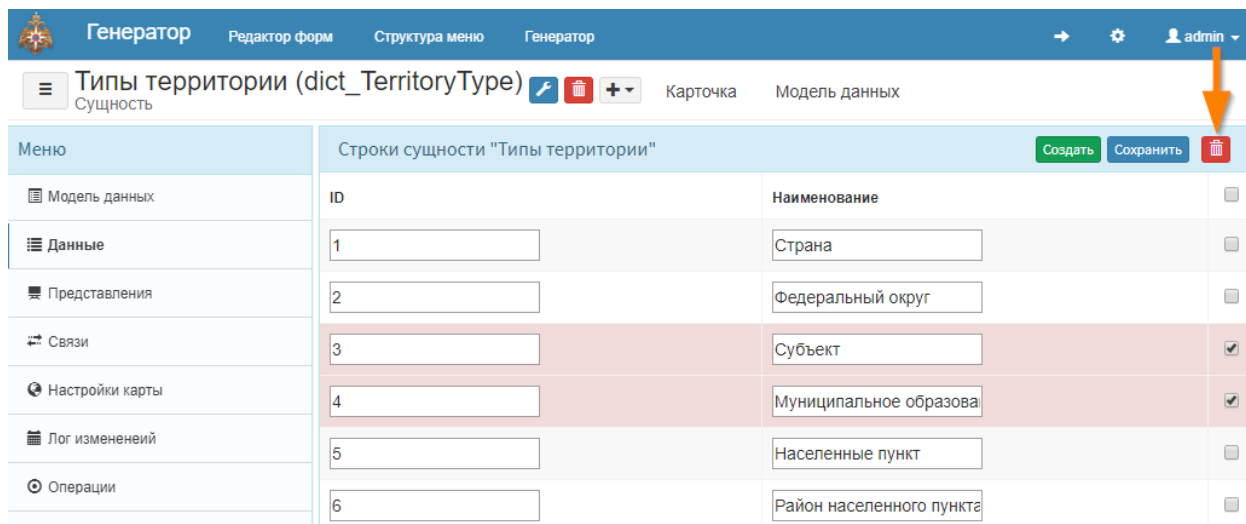 Генератор Редактор форм Структура меню Генератор admin
Типы территории (dict_TerritoryType) Карточка Модель данных
Сущность
Меню
Строки сущности "Типы территории" Создать Сохранить
Модель данных
ID Наименование
Данные
1 Страна
Представления
2 Федеральный округ
Связи
3 Субъект
Настройки карты
4 Муниципальное образова
Лог измененеий
5 Населенные пункт
Операции
6 Район населенного пункта